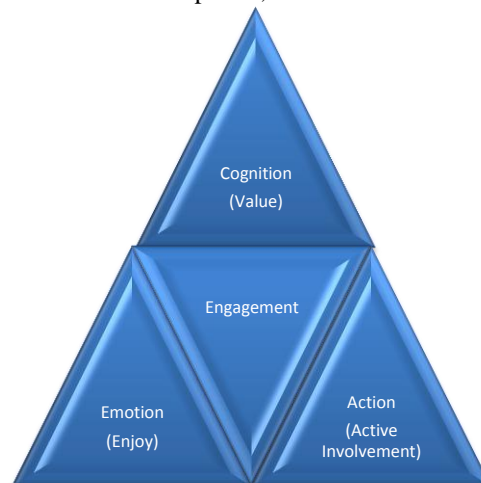 Cognition
(Value)
Engagement
Emotion
(Enjoy)
Action
(Active
Involvement)